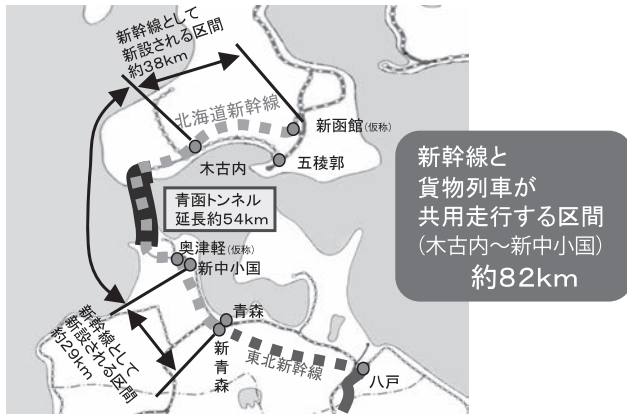 新幹線として
新設される区間
約38km
北海道新幹線
新函館(仮称)
木古内
五稜郭
青函トンネル
延長約54km
奥津軽(仮称)
新中小国
新幹線として
新設される区間
約29km
青森
新青森
東北新幹線
八戸
新幹線と
貨物列車が
共用走行する区間
(木古内~新中小国)
約82km